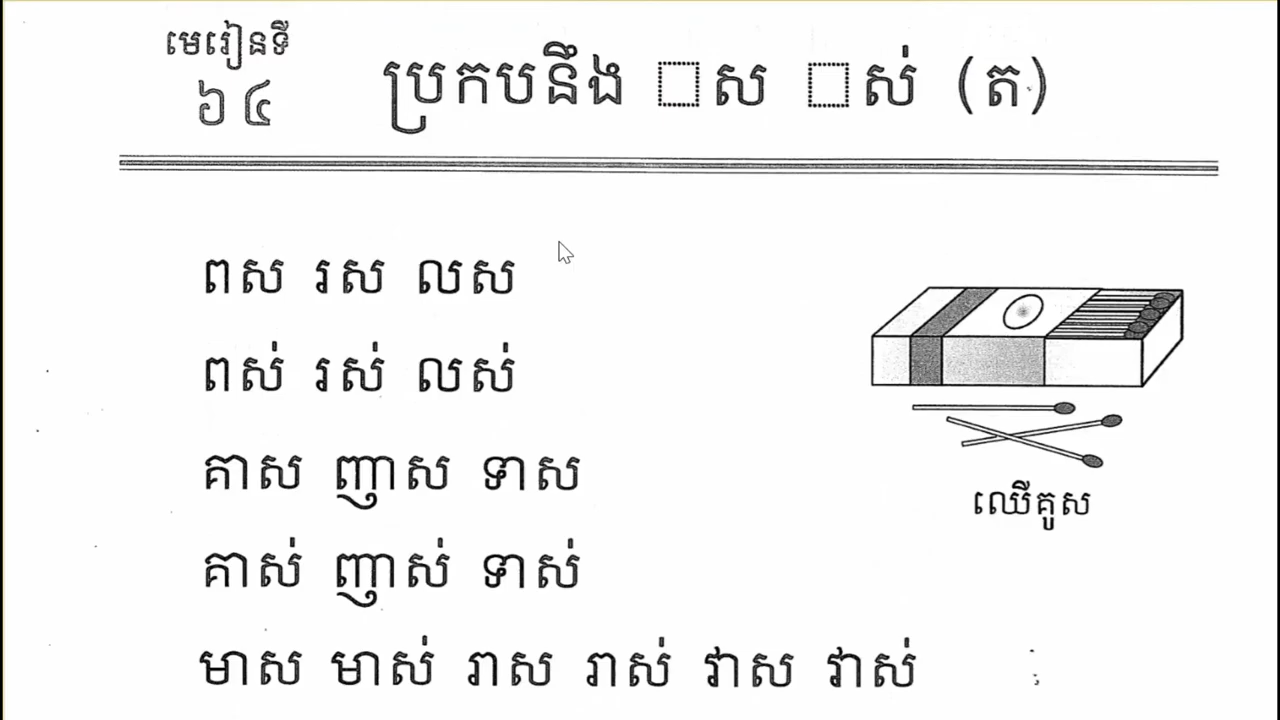 មេរៀនទី
៦៤
ប្រកបនឹង □ស □ស់ (ត)
ពស រស លស
ពស់ រស់ លស់
គាស ញាស ទាស
គាស់ ញាស់ ទាស់
មាស មាស់ រាស រាស់ វាស វាស់
ឈើគូស